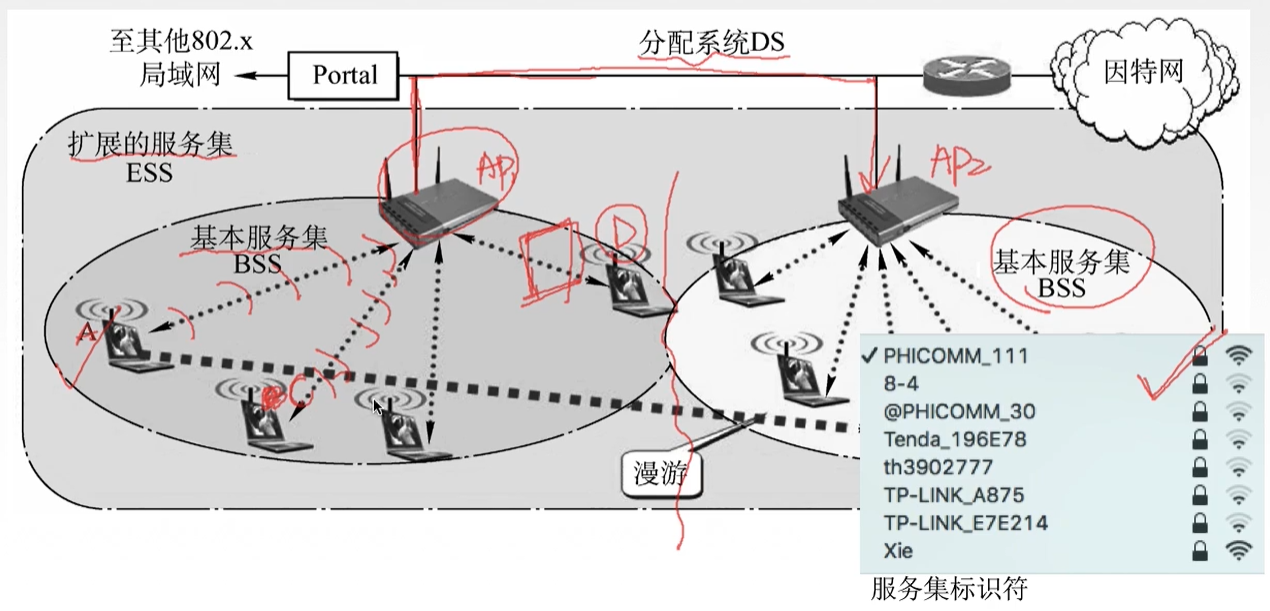 至其他802.x
局域网
Portal
分配系统DS
因特网
扩展的服务集
ESS
AP1
AP2
基本服务集
BSS
D
基本服务集
BSS
A
漫游
PHICOMM_111
8-4
@PHICOMM_30
Tenda_196E78
th3902777
TP-LINK_A875
TP-LINK_E7E214
Xie
服务集标识符